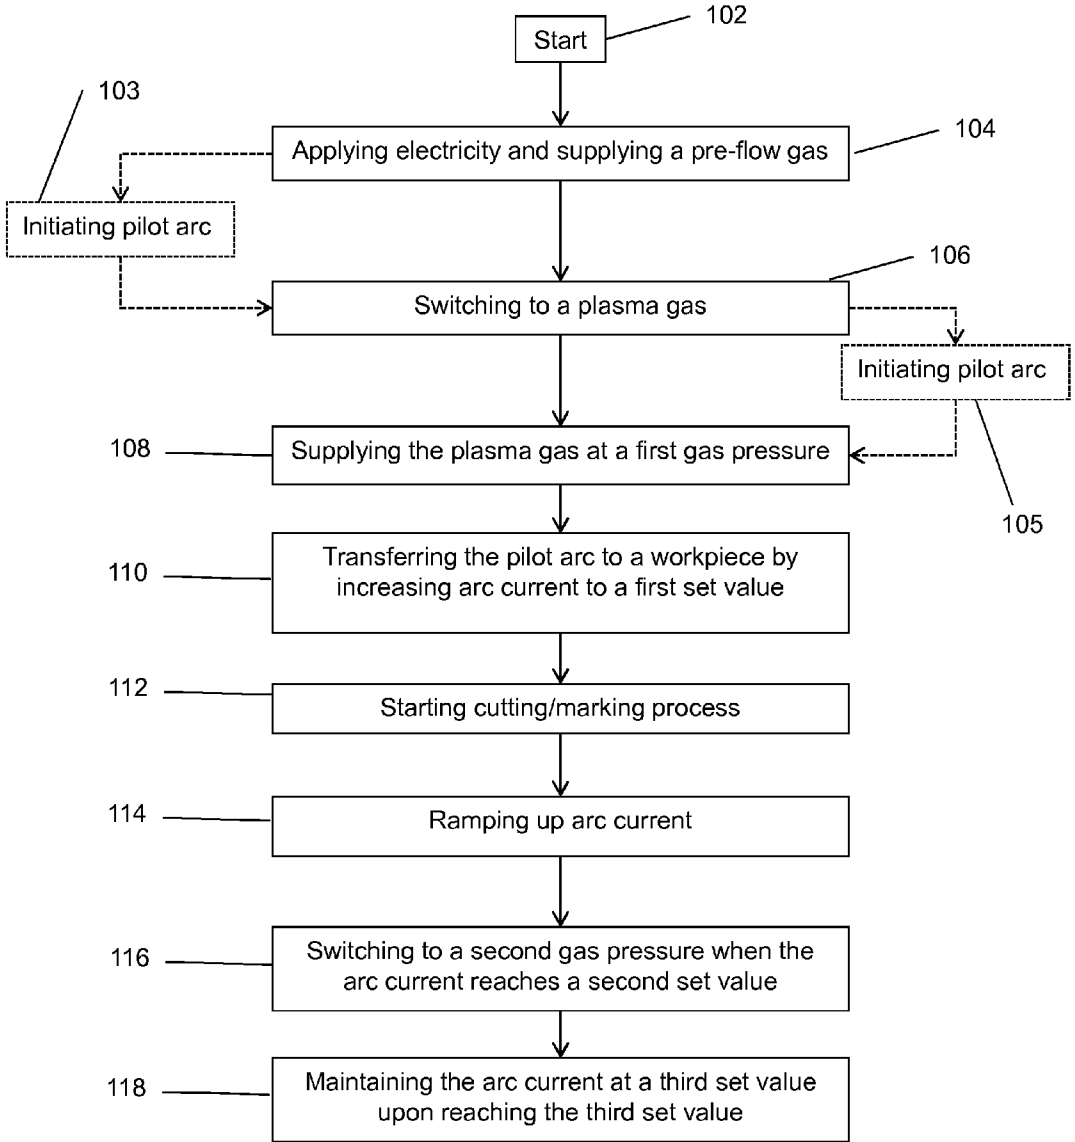 102
Start
103
104
Applying electricity and supplying a pre-flow gas
Initiating pilot arc
106
Switching to a plasma gas
Initiating pilot arc
108
Supplying the plasma gas at a first gas pressure
105
110
Transferring the pilot arc to a workpiece by
increasing arc current to a first set value
112
Starting cutting/marking process
114
Ramping up arc current
116
Switching to a second gas pressure when the
arc current reaches a second set value
118
Maintaining the arc current at a third set value
upon reaching the third set value